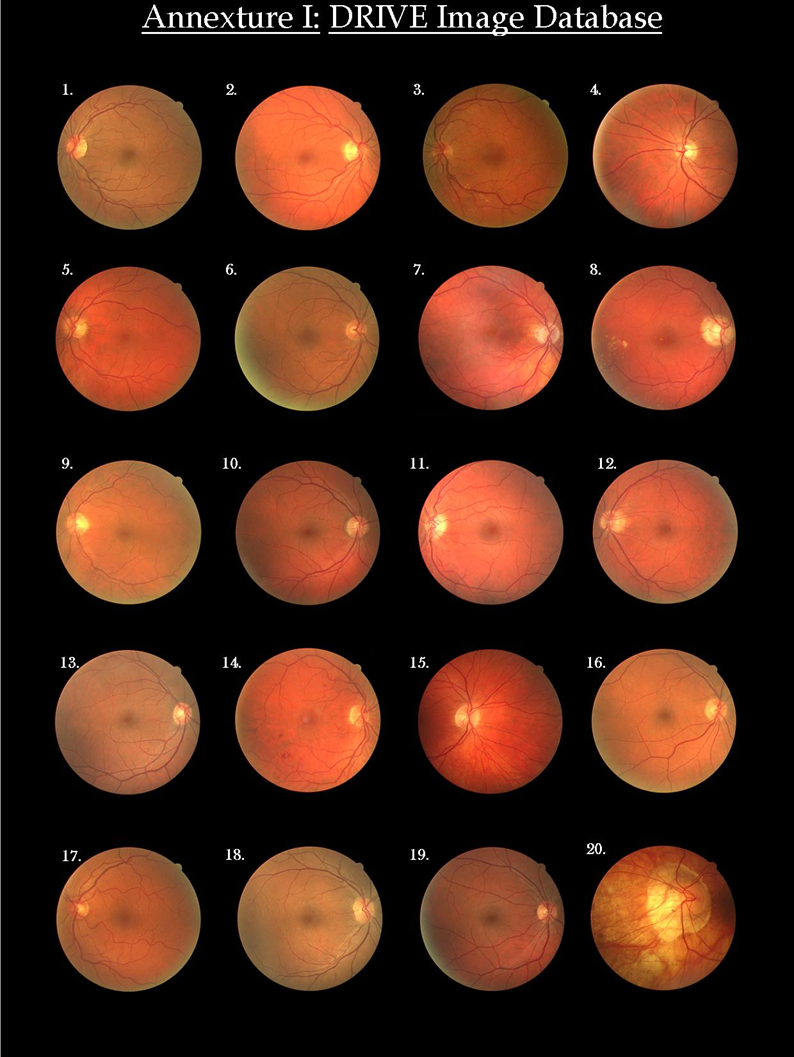 Annexture I: DRIVE Image Database
1. 2. 3. 4.
5. 6. 7. 8.
9. 10. 11. 12.
13. 14. 15. 16.
17. 18. 19. 20.